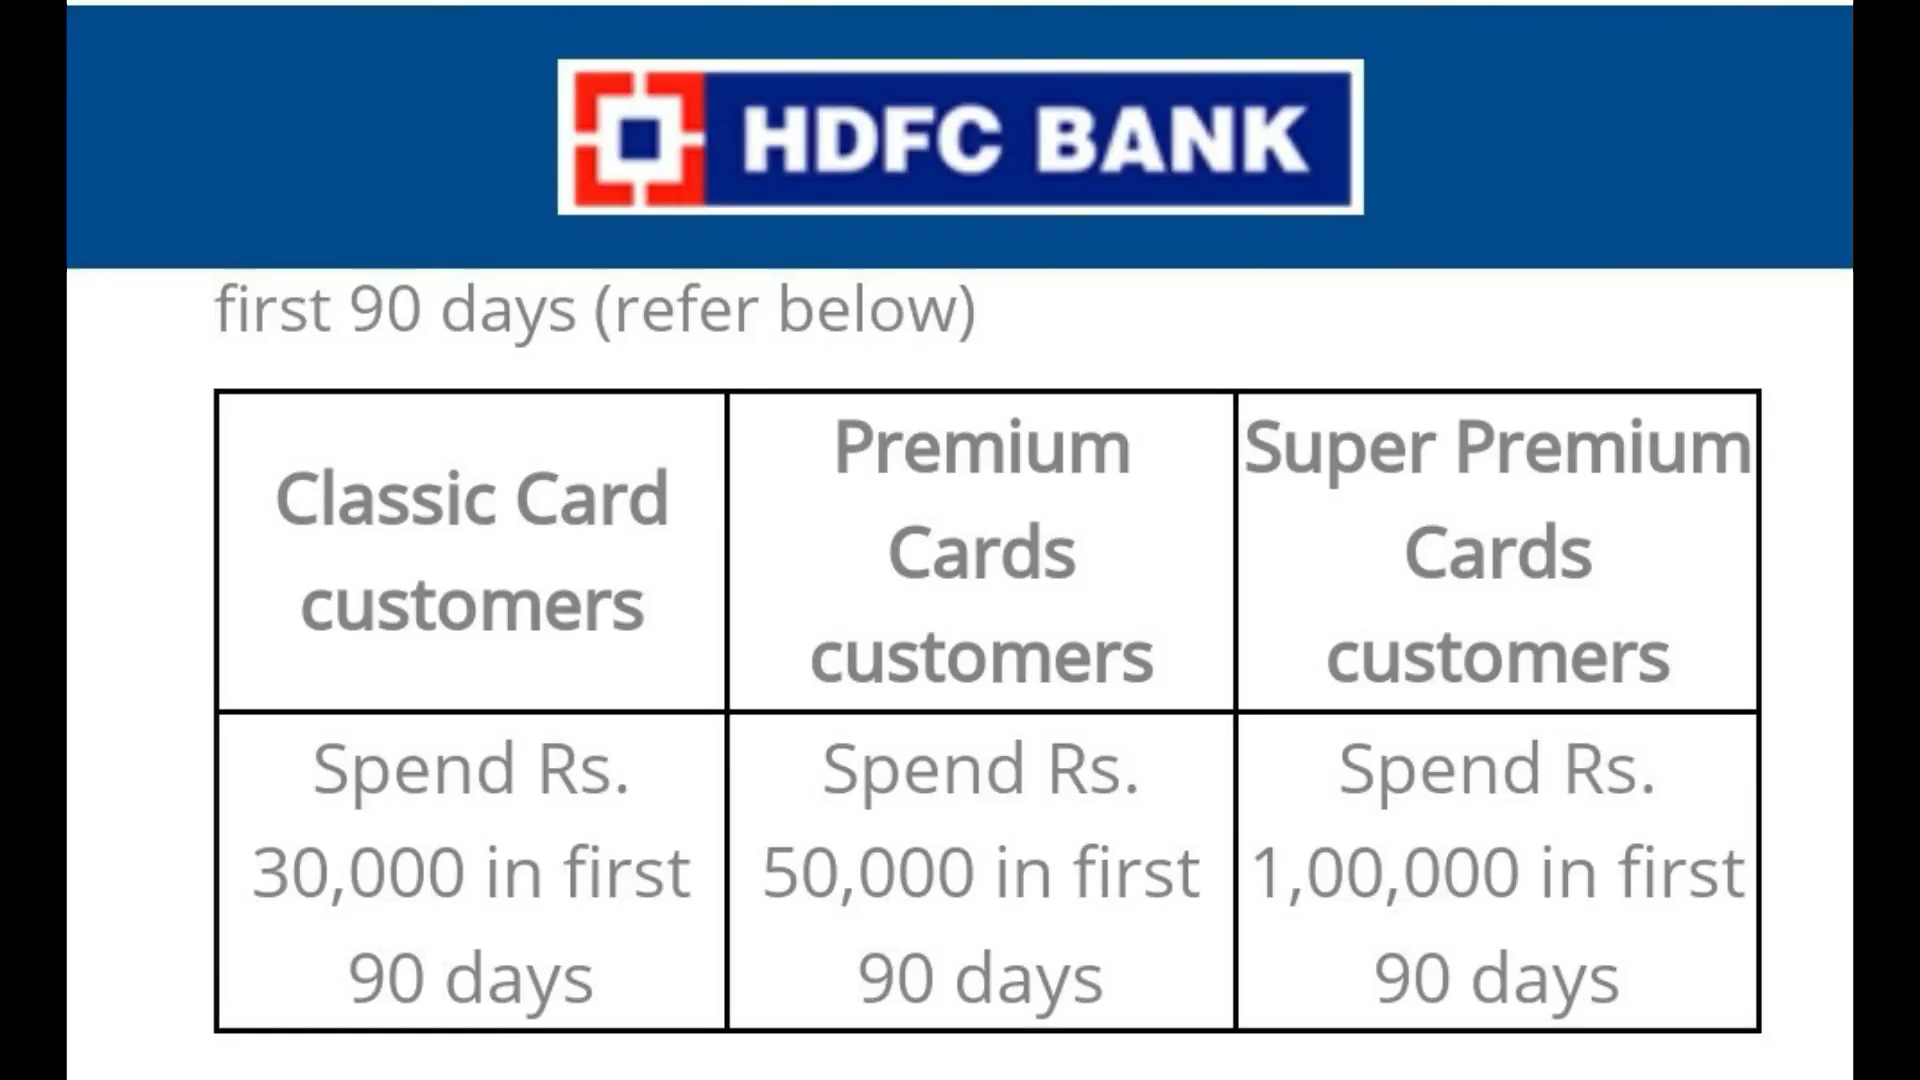 HDFC BANK
first 90 days (refer below)
Classic Card
customers
Premium
Cards
customers
Super Premium
Cards
customers
Spend Rs.
30,000 in first
90 days
Spend Rs.
50,000 in first
90 days
Spend Rs.
1,00,000 in first
90 days